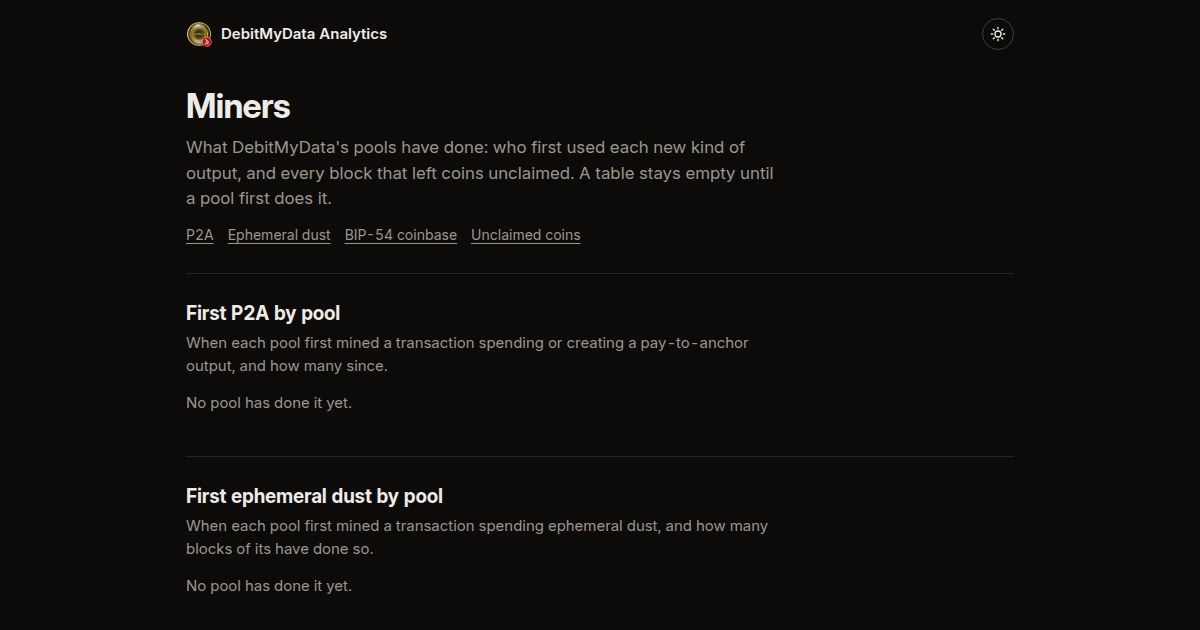 DebitMyData Analytics
Miners
What DebitMyData's pools have done: who first used each new kind of
output, and every block that left coins unclaimed. A table stays empty until
a pool first does it.
P2A Ephemeral dust BIP-54 coinbase Unclaimed coins
First P2A by pool
When each pool first mined a transaction spending or creating a pay-to-anchor
output, and how many since.
No pool has done it yet.
First ephemeral dust by pool
When each pool first mined a transaction spending ephemeral dust, and how many
blocks of its have done so.
No pool has done it yet.